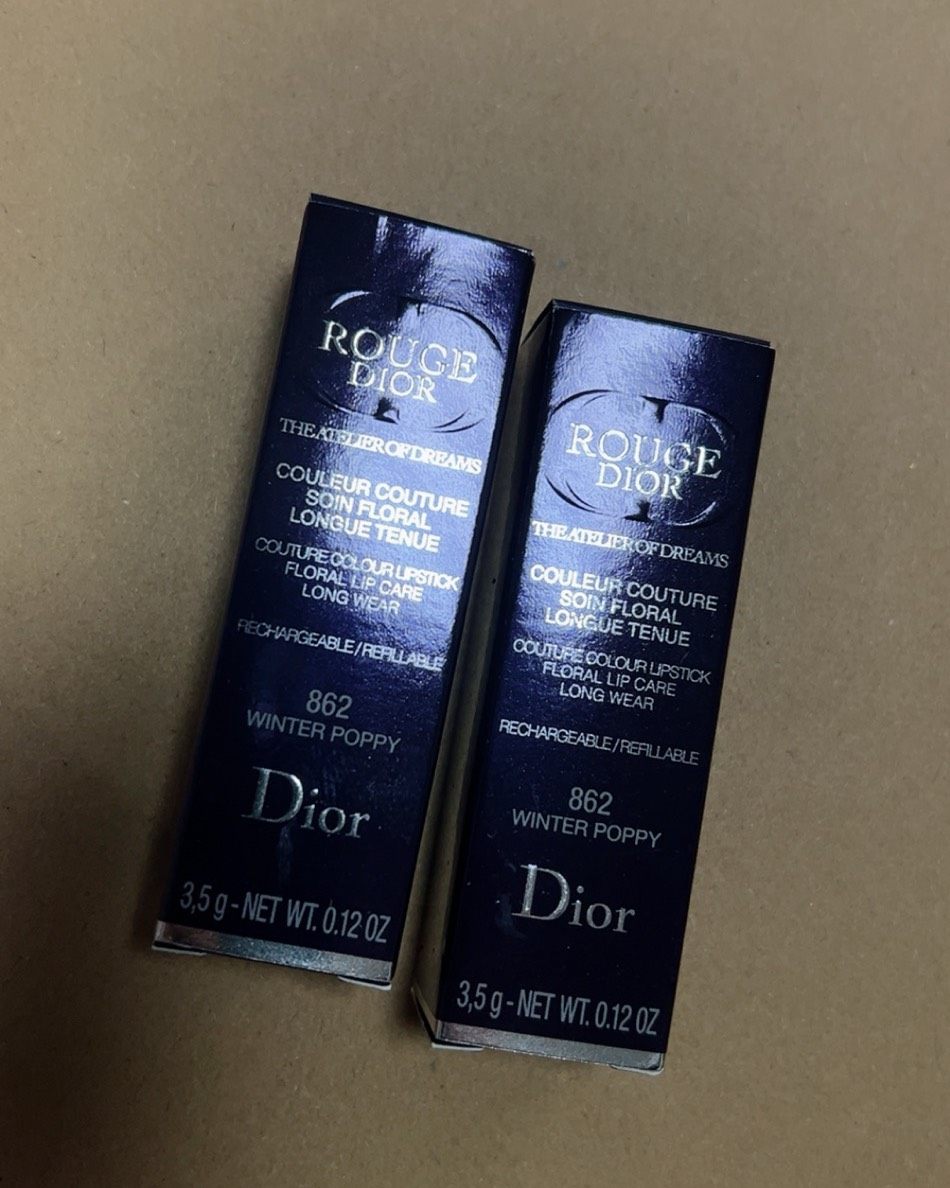 ROUGE
DIOR
THE ATELIER OF DREAMS
COULEUR COUTURE
SOIN FLORAL
LONGUE TENUE
COUTURE COLOUR LIPSTICK
FLORAL LIP CARE
LONG WEAR
RECHARGEABLE / REFILLABLE
862
WINTER POPPY
Dior
3,5 g - NET WT. 0.12 OZ
ROUGE
DIOR
THE ATELIER OF DREAMS
COULEUR COUTURE
SOIN FLORAL
LONGUE TENUE
COUTURE COLOUR LIPSTICK
FLORAL LIP CARE
LONG WEAR
RECHARGEABLE / REFILLABLE
862
WINTER POPPY
Dior
3,5 g - NET WT. 0.12 OZ